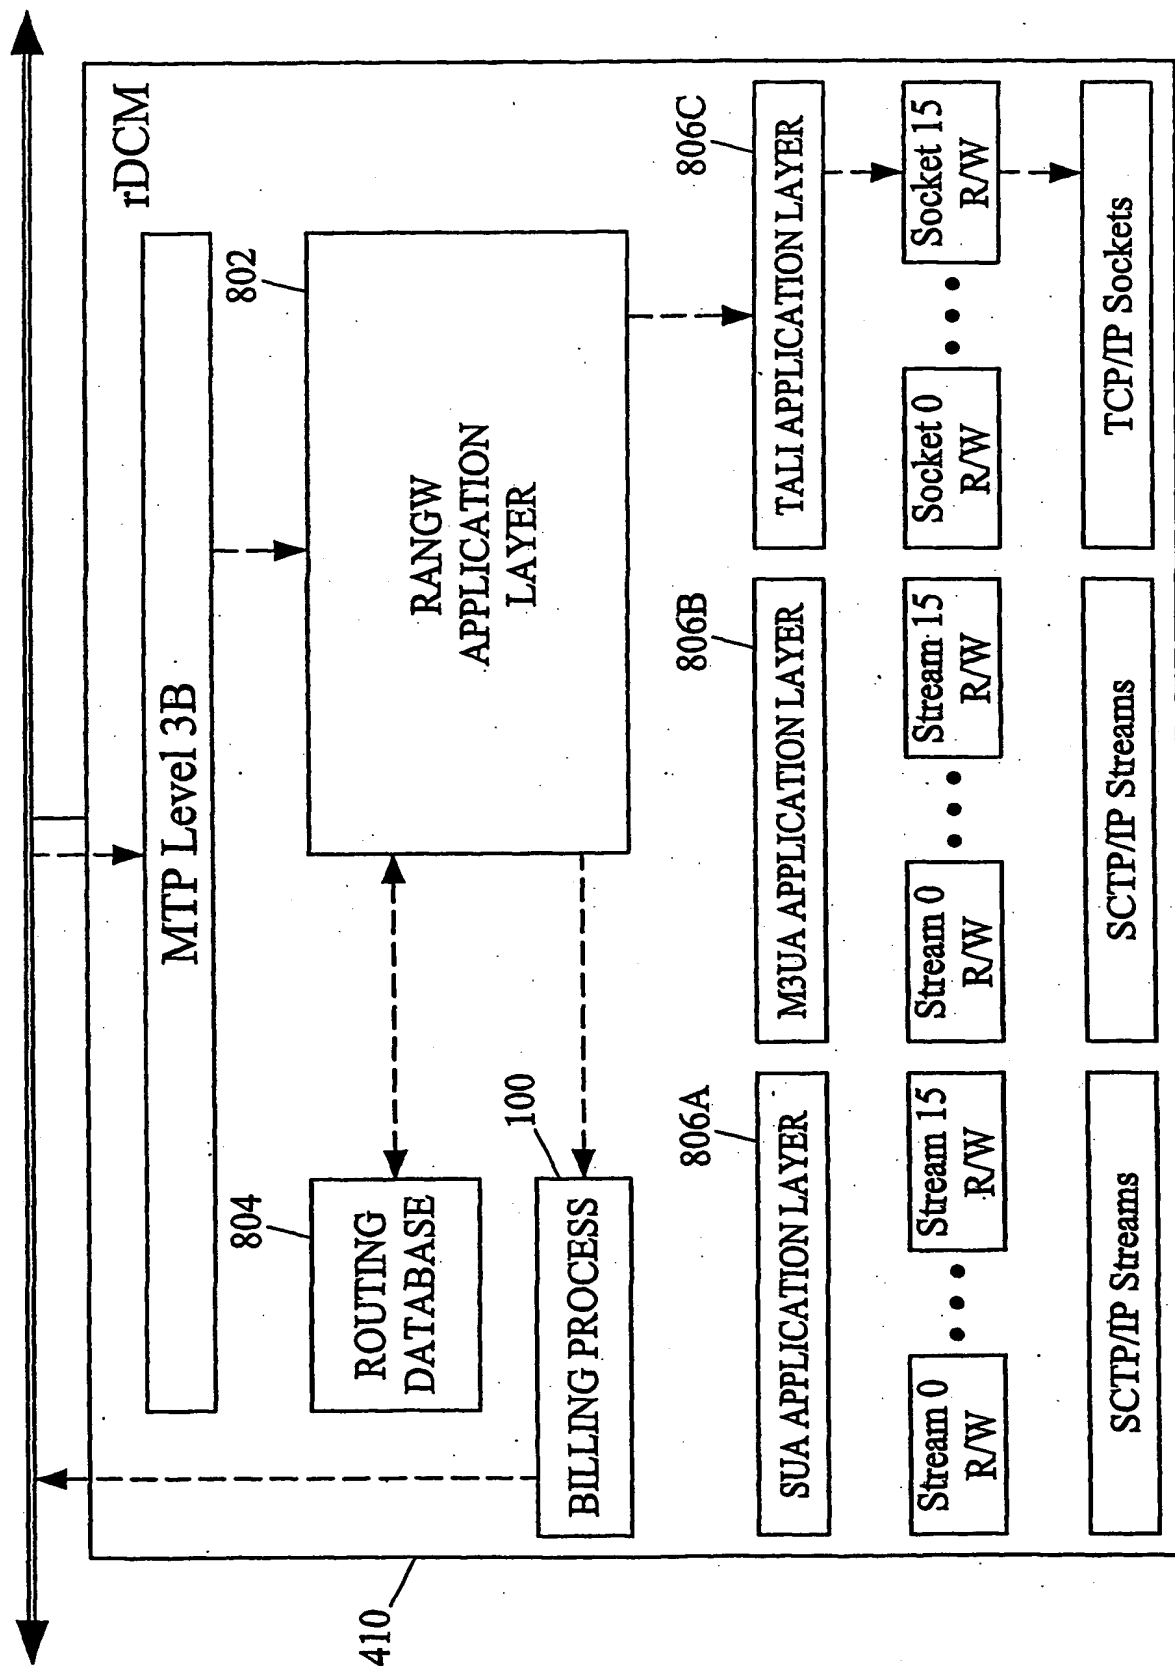 rDCM
MTP Level 3B
802
RANGW
APPLICATION
LAYER
804
ROUTING
DATABASE
100
BILLING PROCESS
410
806A
SUA APPLICATION LAYER
806B
M3UA APPLICATION LAYER
806C
TALI APPLICATION LAYER
Stream 0
R/W
Stream 15
R/W
Stream 0
R/W
Stream 15
R/W
Socket 0
R/W
Socket 15
R/W
SCTP/IP Streams
SCTP/IP Streams
TCP/IP Sockets